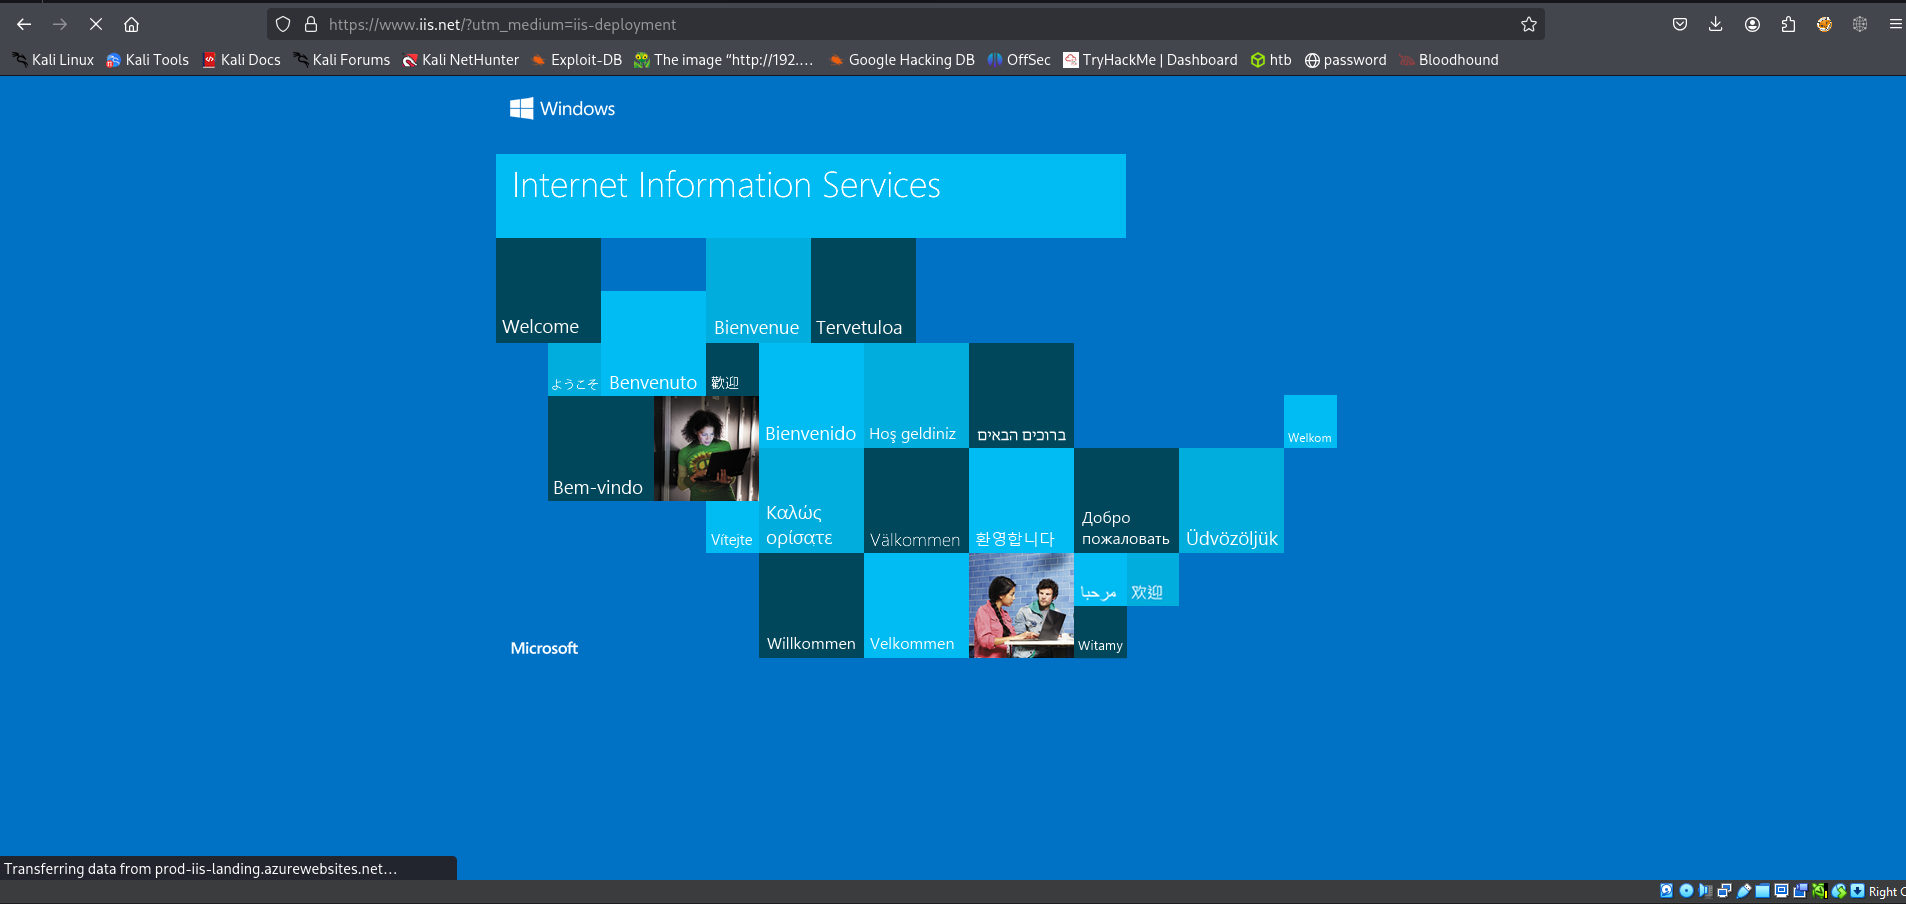 https://www.iis.net/?utm_medium=iis-deployment
Kali Linux Kali Tools Kali Docs Kali Forums Kali NetHunter Exploit-DB The image “http://192.… Google Hacking DB OffSec TryHackMe | Dashboard htb password Bloodhound
Windows
Internet Information Services
Welcome
Bienvenue
Tervetuloa
ようこそ
Benvenuto
歡迎
Bienvenido
Hoş geldiniz
ברוכים הבאים
Welkom
Bem-vindo
Vítejte
Καλώς
ορίσατε
Välkommen
환영합니다
Добро
пожаловать
Üdvözöljük
Willkommen
Velkommen
مرحبا
欢迎
Witamy
Microsoft
Transferring data from prod-iis-landing.azurewebsites.net…
Right C